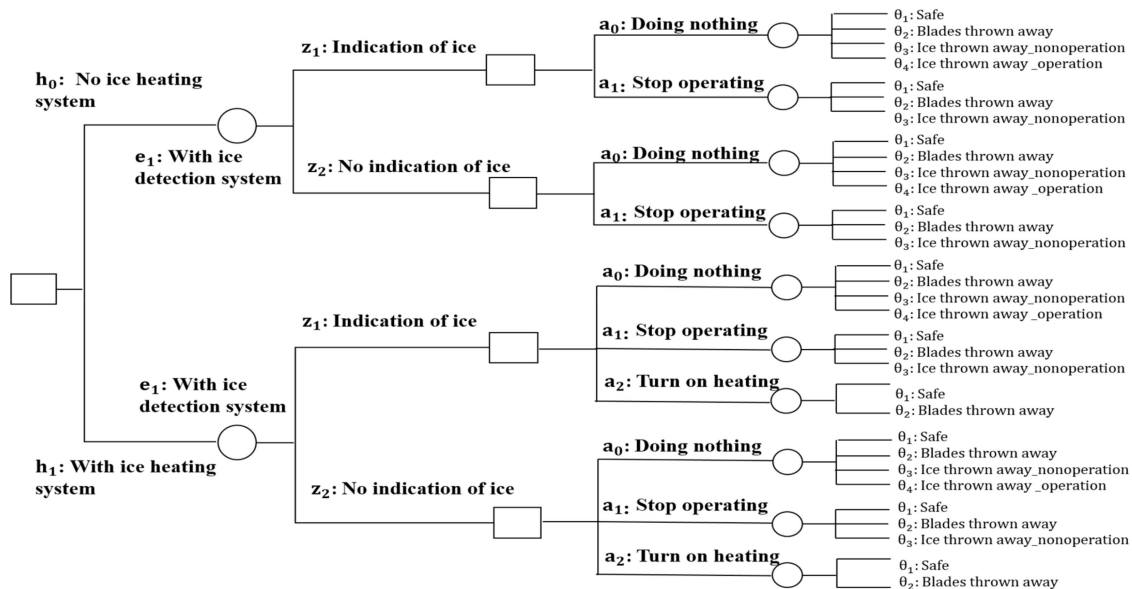 h₀: No ice heating
system
e₁: With ice
detection system
z₁: Indication of ice
a₀: Doing nothing
θ₁: Safe
θ₂: Blades thrown away
θ₃: Ice thrown away_nonoperation
θ₄: Ice thrown away _operation
a₁: Stop operating
θ₁: Safe
θ₂: Blades thrown away
θ₃: Ice thrown away_nonoperation
z₂: No indication of ice
a₀: Doing nothing
θ₁: Safe
θ₂: Blades thrown away
θ₃: Ice thrown away_nonoperation
θ₄: Ice thrown away _operation
a₁: Stop operating
θ₁: Safe
θ₂: Blades thrown away
θ₃: Ice thrown away_nonoperation
h₁: With ice heating
system
e₁: With ice
detection system
z₁: Indication of ice
a₀: Doing nothing
θ₁: Safe
θ₂: Blades thrown away
θ₃: Ice thrown away_nonoperation
θ₄: Ice thrown away _operation
a₁: Stop operating
θ₁: Safe
θ₂: Blades thrown away
θ₃: Ice thrown away_nonoperation
a₂: Turn on heating
θ₁: Safe
θ₂: Blades thrown away
z₂: No indication of ice
a₀: Doing nothing
θ₁: Safe
θ₂: Blades thrown away
θ₃: Ice thrown away_nonoperation
θ₄: Ice thrown away _operation
a₁: Stop operating
θ₁: Safe
θ₂: Blades thrown away
θ₃: Ice thrown away_nonoperation
a₂: Turn on heating
θ₁: Safe
θ₂: Blades thrown away